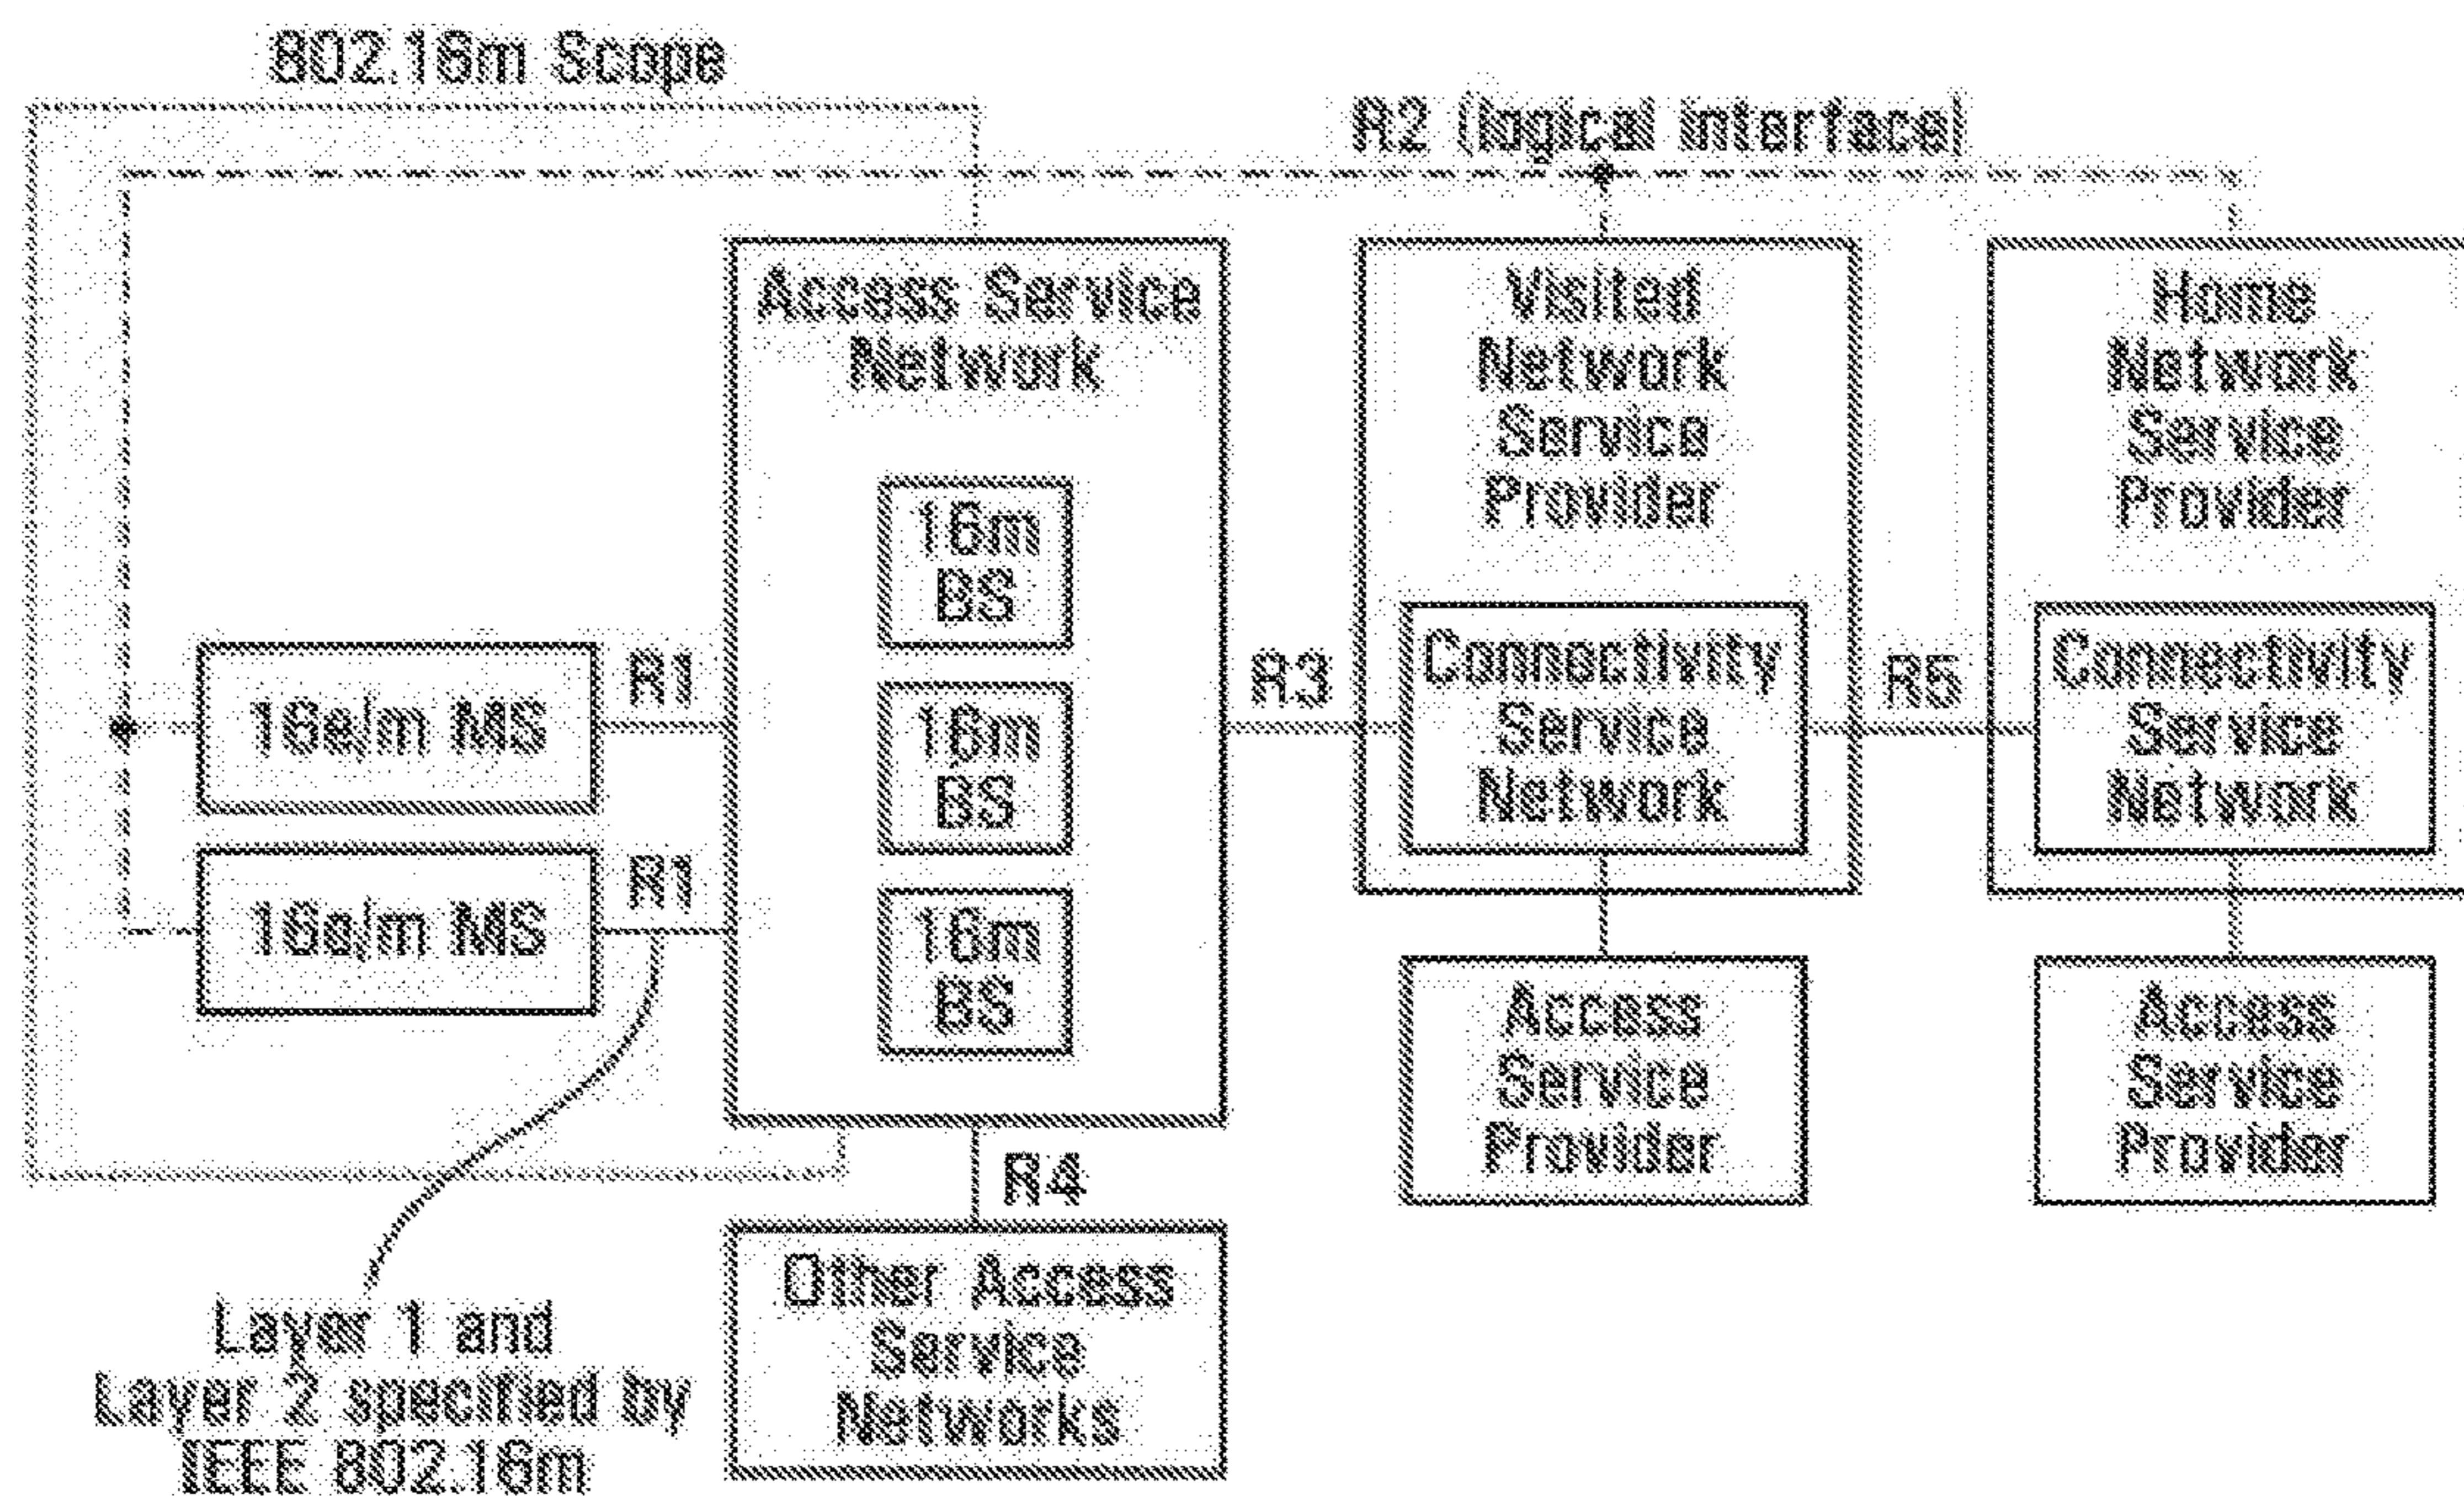 802.16m Scope
R2 (logical interface)
Access Service
Network
16m
BS
16m
BS
16m
BS
Visited
Network
Service
Provider
Connectivity
Service
Network
Home
Network
Service
Provider
Connectivity
Service
Network
16e/m MS
R1
16e/m MS
R1
R3
R5
Access
Service
Provider
Access
Service
Provider
R4
Other Access
Service
Networks
Layer 1 and
Layer 2 specified by
IEEE 802.16m